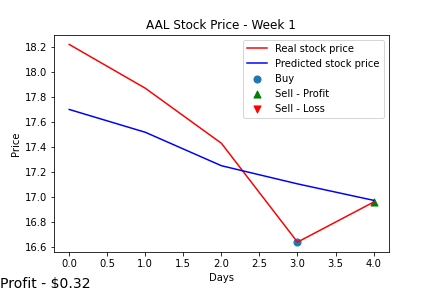 AAL Stock Price - Week 1
Real stock price
Predicted stock price
Buy
Sell - Profit
Sell - Loss
Price
18.2
18.0
17.8
17.6
17.4
17.2
17.0
16.8
16.6
0.0 0.5 1.0 1.5 2.0 2.5 3.0 3.5 4.0
Days
Profit - $0.32